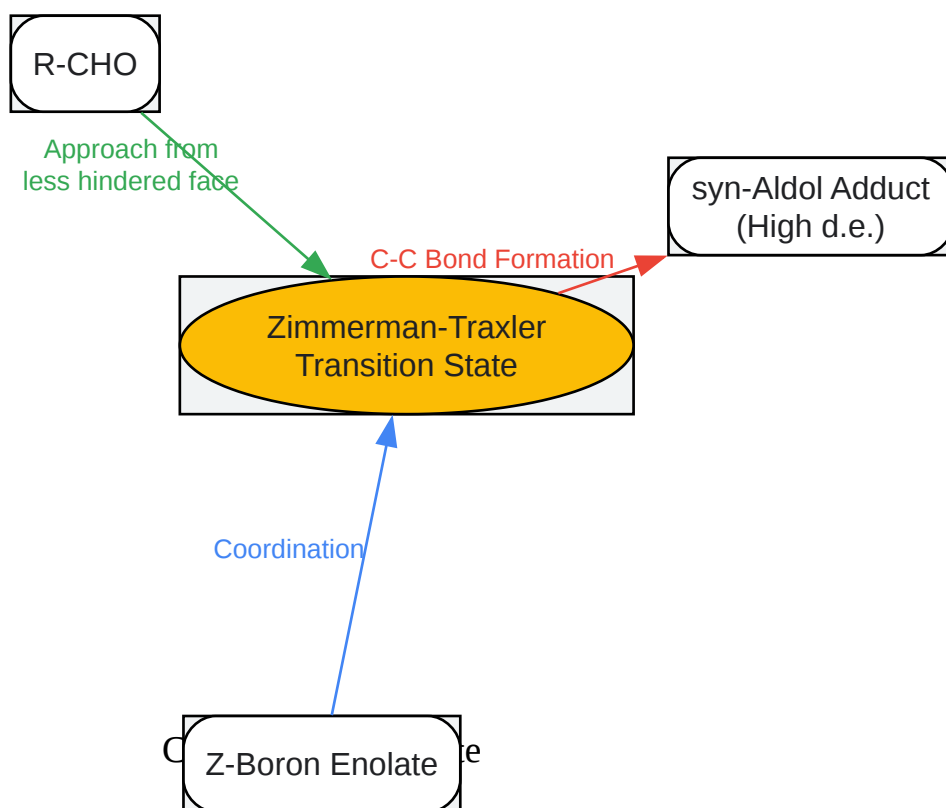 R-CHO
Approach from
less hindered face
syn-Aldol Adduct
(High d.e.)
C-C Bond Formation
Zimmerman-Traxler
Transition State
Coordination
Z-Boron Enolate